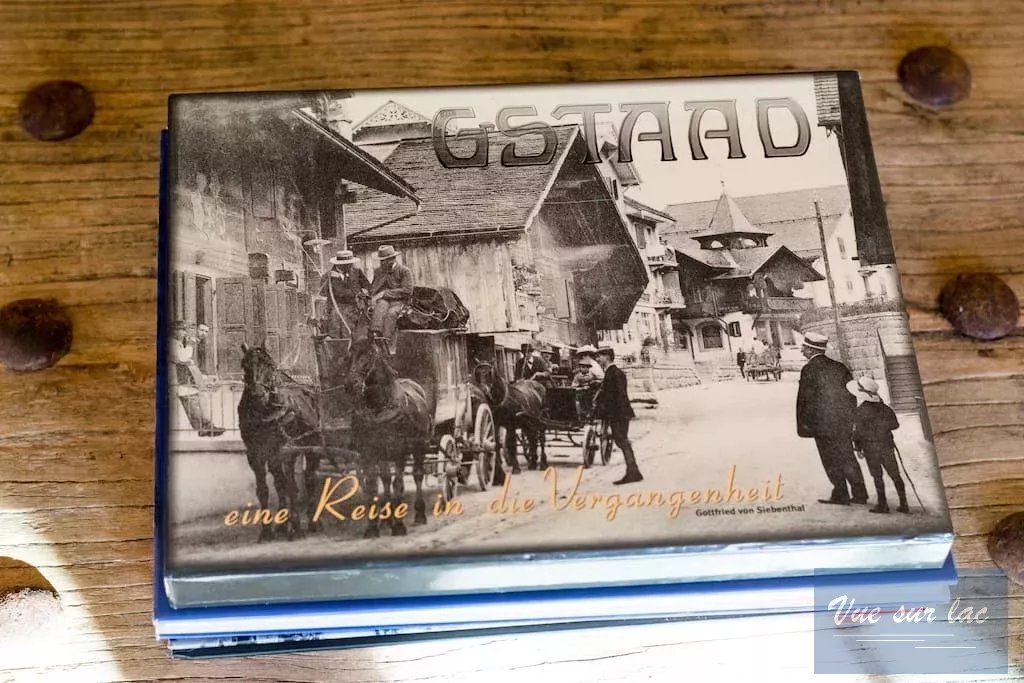 GSTAAD
eine Reise in die Vergangenheit
Gottfried von Siebenthal
Vue sur lac